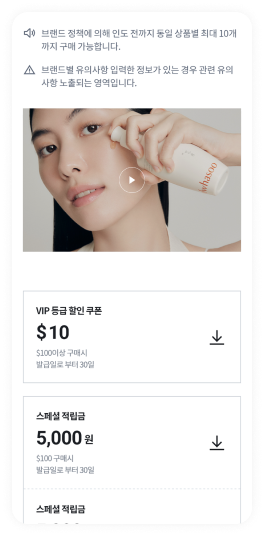 브랜드 정책에 의해 인도 전까지 동일 상품별 최대 10개
까지 구매 가능합니다.
브랜드별 유의사항 입력한 정보가 있는 경우 관련 유의
사항 노출되는 영역입니다.
VIP 등급 할인 쿠폰
$10
$100이상 구매시
발급일로 부터 30일
스페셜 적립금
5,000 원
$100 구매시
발급일로 부터 30일
스페셜 적립금